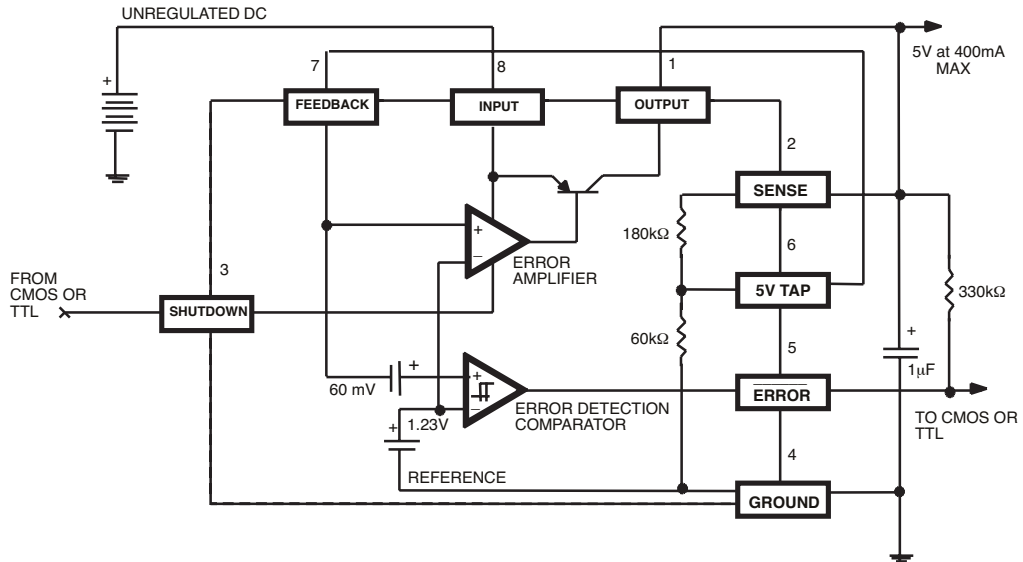 UNREGULATED DC
+
7
8
1
5V at 400mA
MAX
FEEDBACK
INPUT
OUTPUT
2
SENSE
180kΩ
6
+
−
ERROR
AMPLIFIER
3
FROM
CMOS OR
TTL
SHUTDOWN
5V TAP
330kΩ
60kΩ
5
+
1µF
60 mV
+
+
−
ERROR DETECTION
COMPARATOR
ERROR
TO CMOS OR
TTL
+
1.23V
4
REFERENCE
GROUND